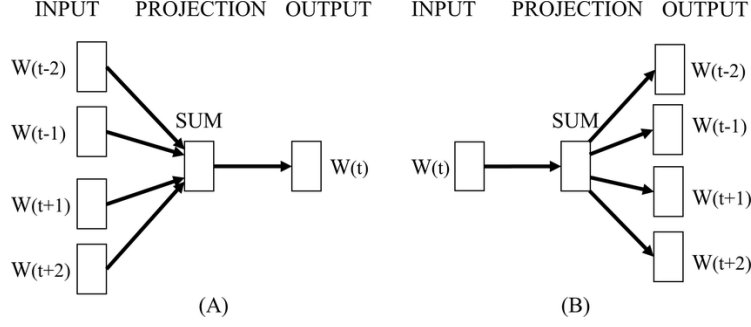 INPUT PROJECTION OUTPUT
W(t-2)
W(t-1)
SUM
W(t)
W(t+1)
W(t+2)
(A)
INPUT PROJECTION OUTPUT
W(t-2)
W(t-1)
SUM
W(t)
W(t+1)
W(t+2)
(B)